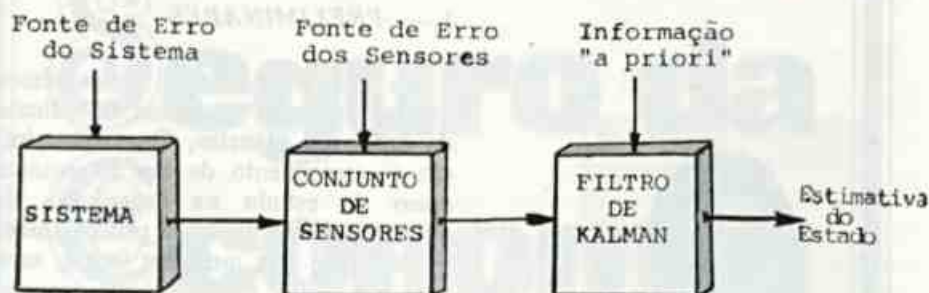 Fonte de Erro
do Sistema
Fonte de Erro
dos Sensores
Informação
"a priori"
SISTEMA
CONJUNTO
DE
SENSORES
FILTRO
DE
KALMAN
Estimativa
do
Estado